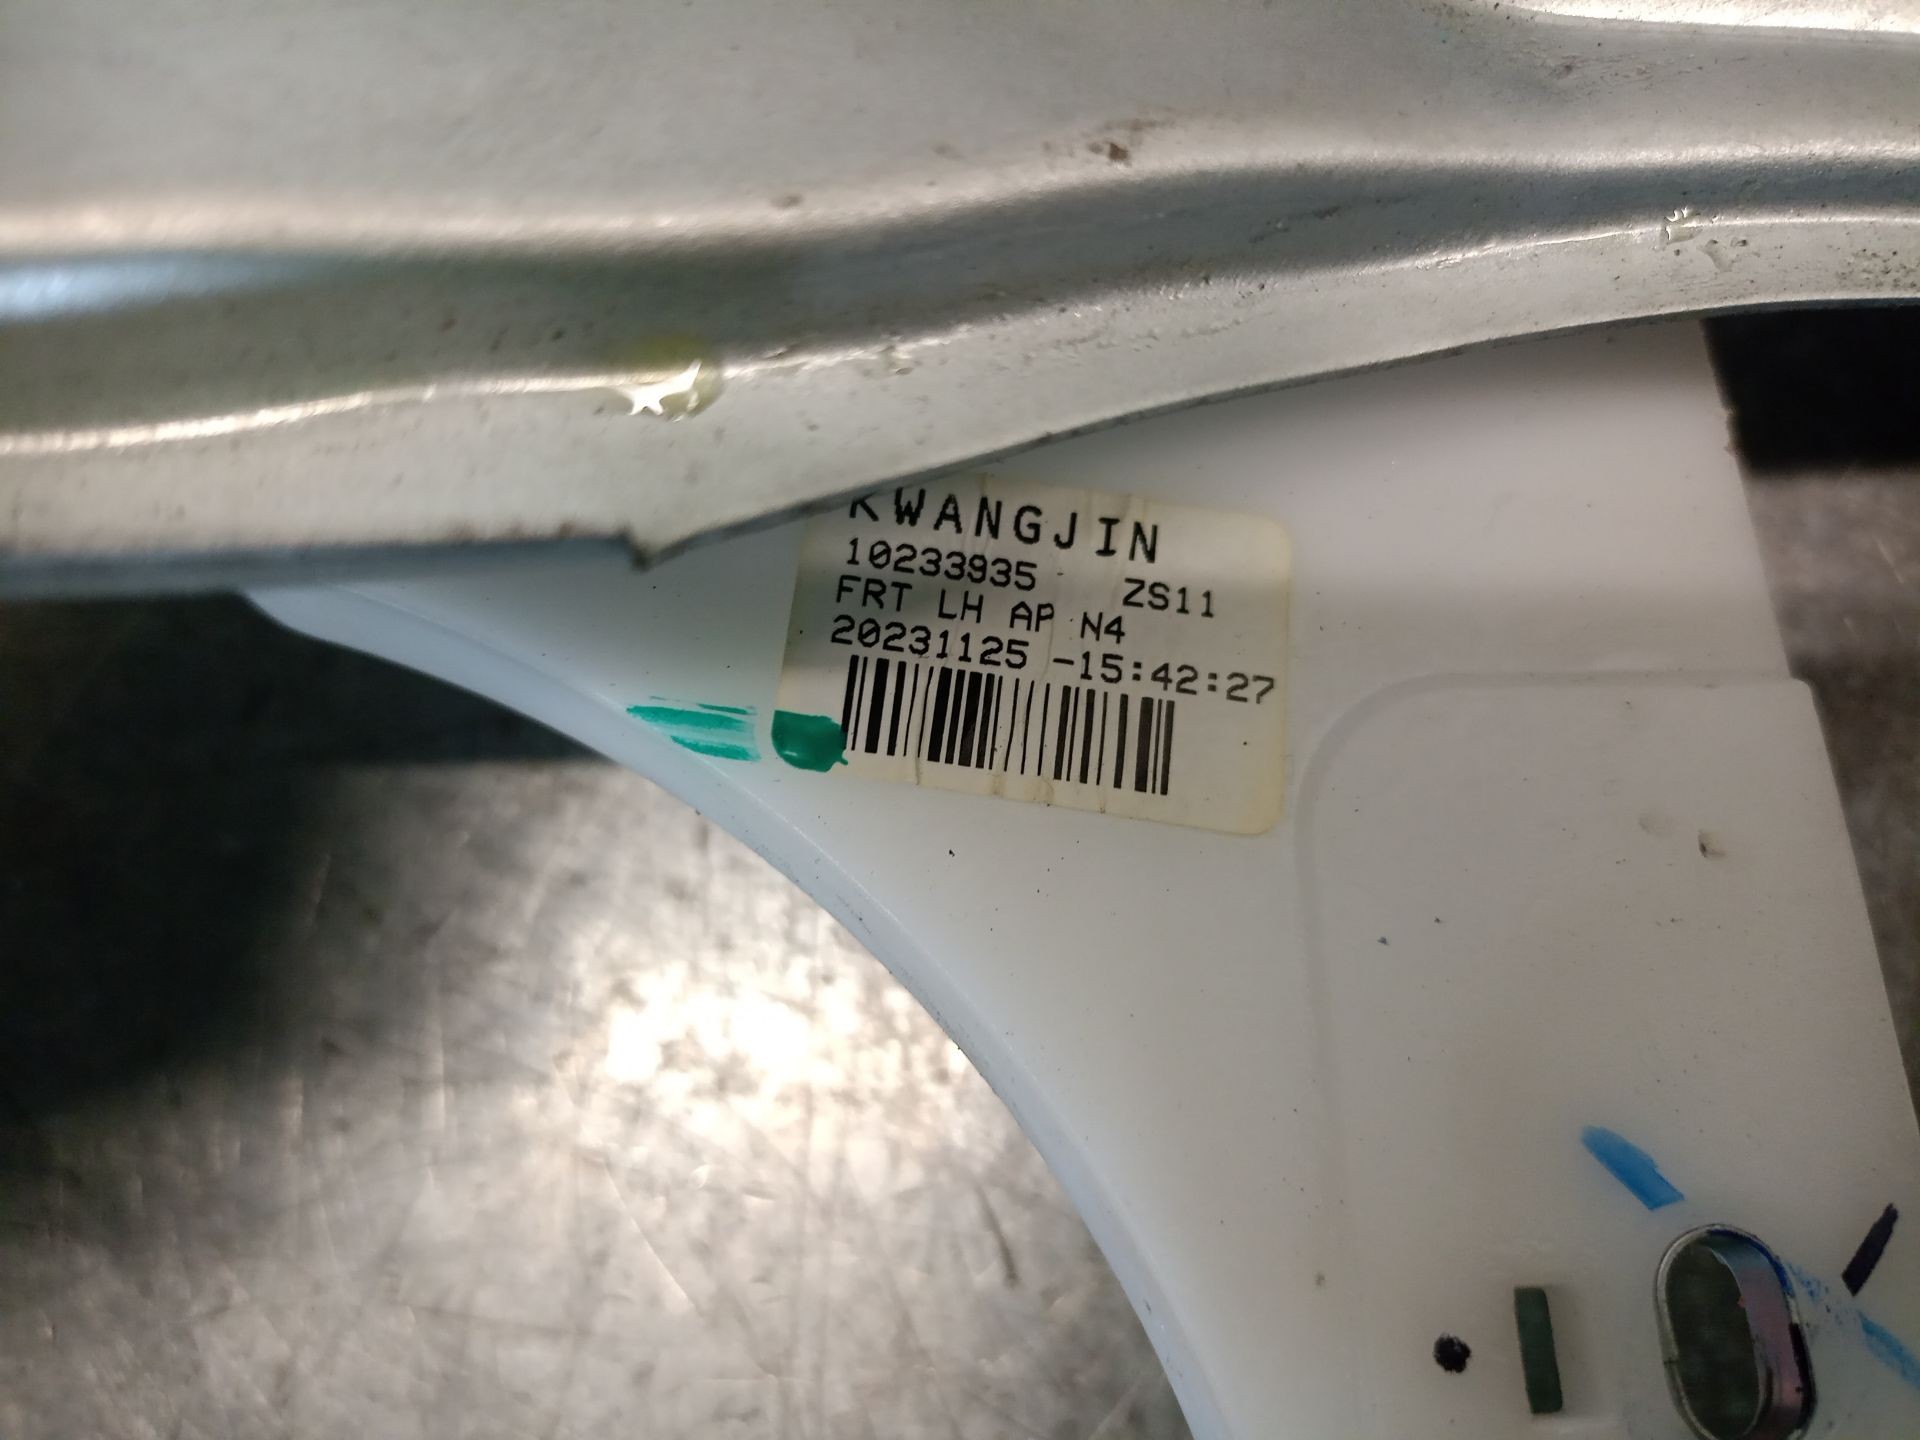 KWANGJIN
10233935 ZS11
FRT LH AP N4
20231125 -15:42:27